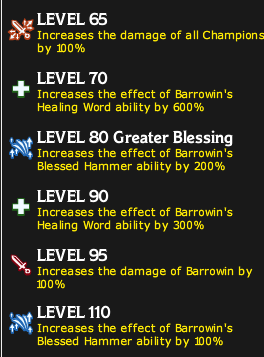 LEVEL 65
Increases the damage of all Champions
by 100%
LEVEL 70
Increases the effect of Barrowin's
Healing Word ability by 600%
LEVEL 80 Greater Blessing
Increases the effect of Barrowin's
Blessed Hammer ability by 200%
LEVEL 90
Increases the effect of Barrowin's
Healing Word ability by 300%
LEVEL 95
Increases the damage of Barrowin by
100%
LEVEL 110
Increases the effect of Barrowin's
Blessed Hammer ability by 100%